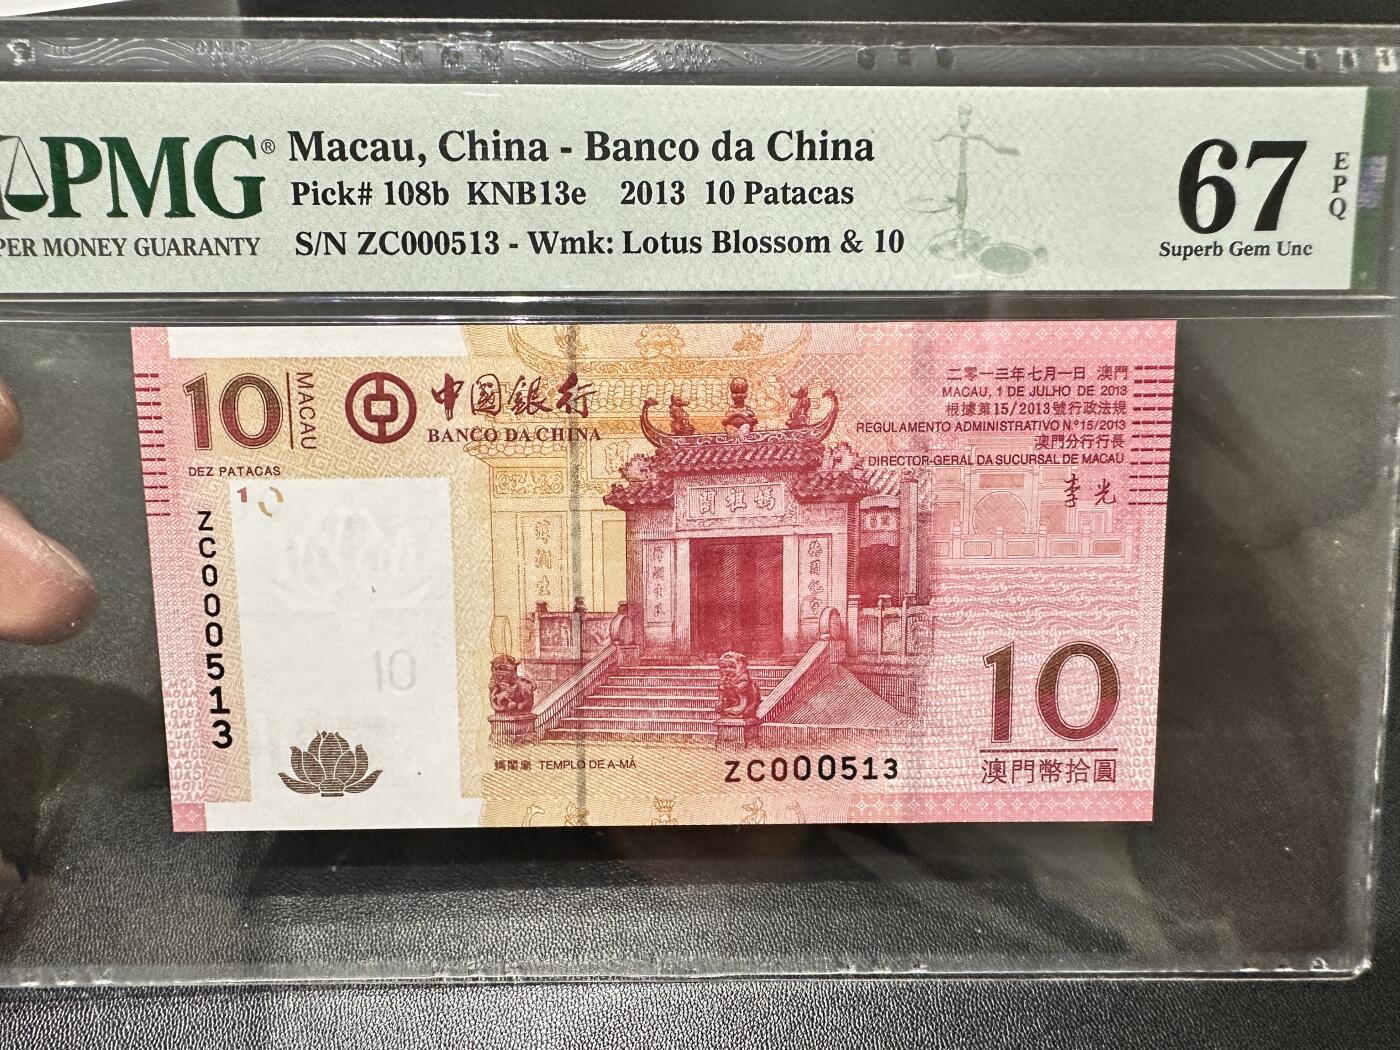 PMG®
PER MONEY GUARANTY
Macau, China - Banco da China
Pick# 108b KNB13e 2013 10 Patacas
S/N ZC000513 - Wmk: Lotus Blossom & 10
67
EPQ
Superb Gem Unc
10
MACAU
DEZ PATACAS
中國銀行
BANCO DA CHINA
二零一三年七月一日 澳門
MACAU, 1 DE JULHO DE 2013
根據第15/2013號行政法規
REGULAMENTO ADMINISTRATIVO N.º 15/2013
澳門分行行長
DIRECTOR-GERAL DA SUCURSAL DE MACAU
李光
10
ZC000513
閣祖媽
10
媽閣廟 TEMPLO DE A-MÁ
ZC000513
10
澳門幣拾圓